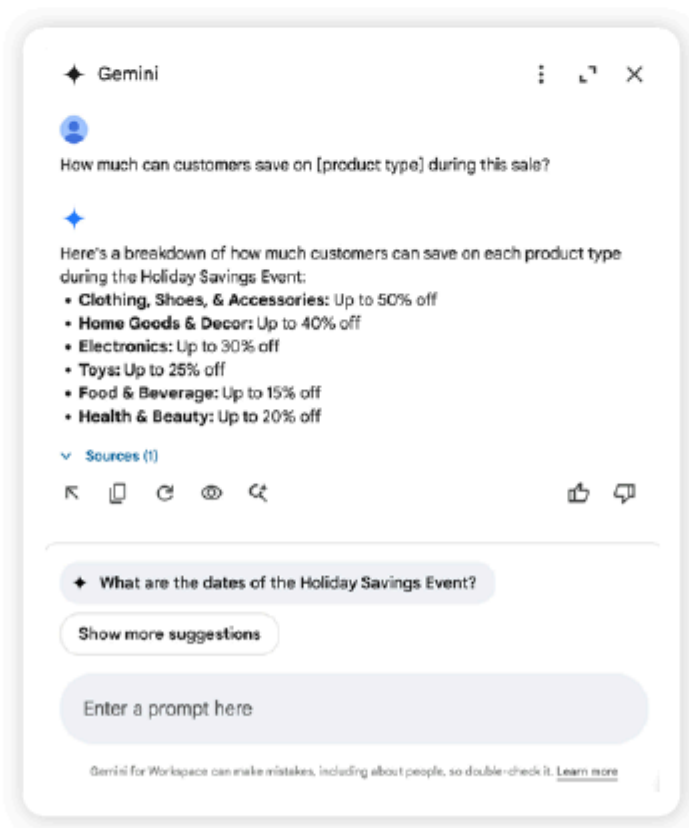 Gemini
How much can customers save on [product type] during this sale?
Here's a breakdown of how much customers can save on each product type
during the Holiday Savings Event:
• Clothing, Shoes, & Accessories: Up to 50% off
• Home Goods & Decor: Up to 40% off
• Electronics: Up to 30% off
• Toys: Up to 25% off
• Food & Beverage: Up to 15% off
• Health & Beauty: Up to 20% off
Sources (1)
What are the dates of the Holiday Savings Event?
Show more suggestions
Enter a prompt here
Gemini for Workspace can make mistakes, including about people, so double-check it. Learn more